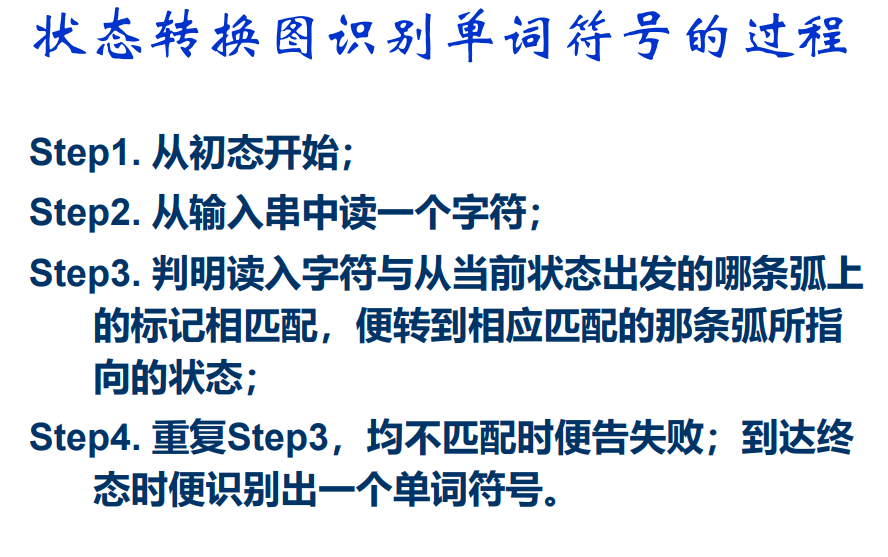 状态转换图识别单词符号的过程
Step1. 从初态开始；
Step2. 从输入串中读一个字符；
Step3. 判明读入字符与从当前状态出发的哪条弧上
的标记相匹配，便转到相应匹配的那条弧所指
向的状态；
Step4. 重复Step3，均不匹配时便告失败；到达终
态时便识别出一个单词符号。